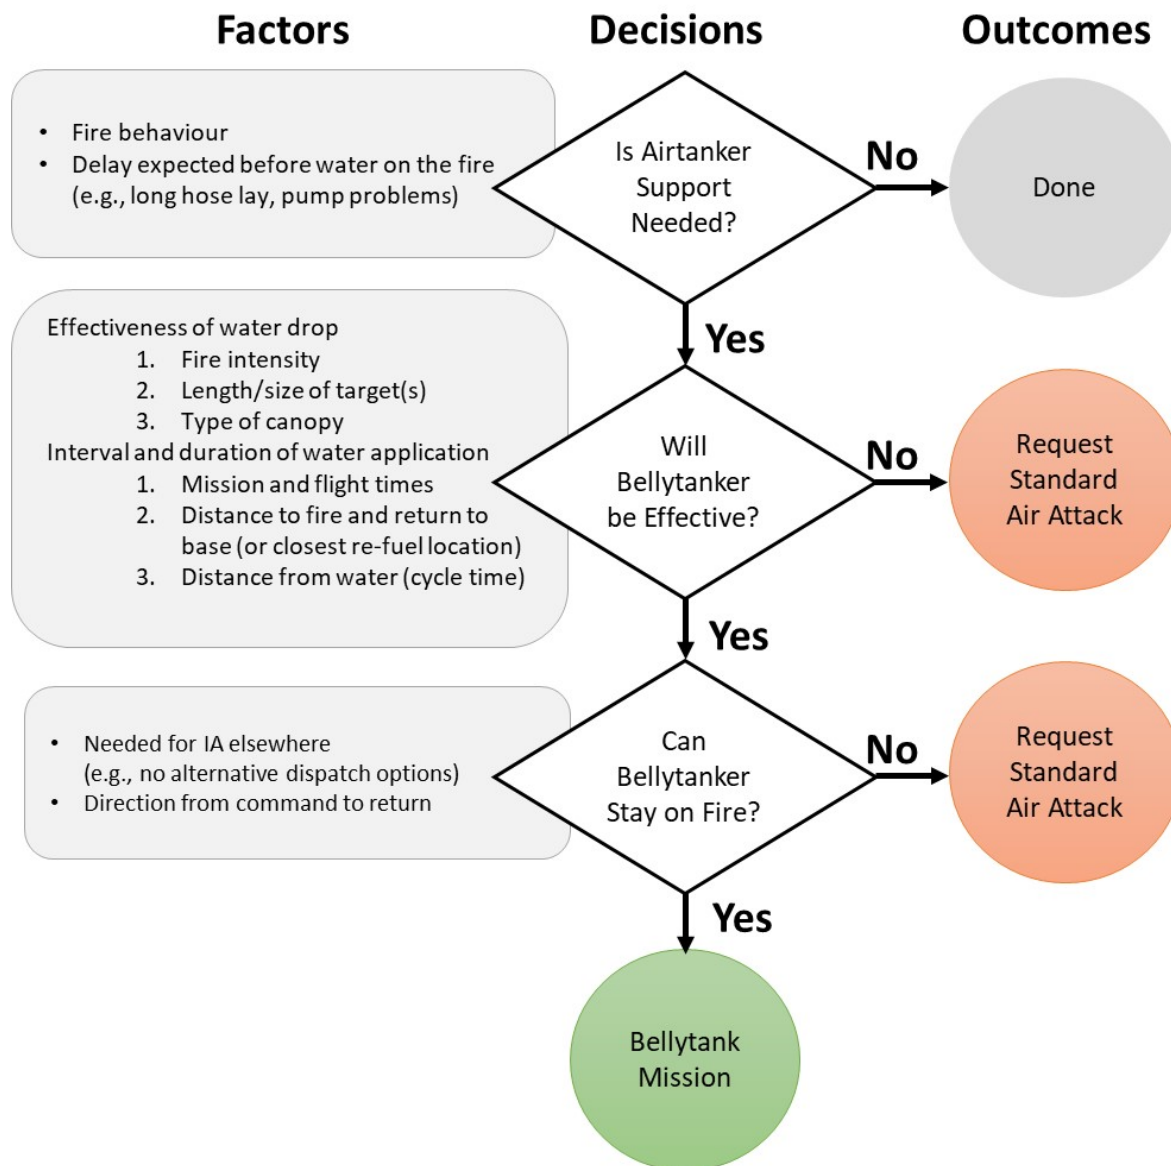 Factors
Decisions
Outcomes
• Fire behaviour
• Delay expected before water on the fire
(e.g., long hose lay, pump problems)
Is Airtanker
Support
Needed?
No
Done
Yes
Effectiveness of water drop
1. Fire intensity
2. Length/size of target(s)
3. Type of canopy
Interval and duration of water application
1. Mission and flight times
2. Distance to fire and return to
base (or closest re-fuel location)
3. Distance from water (cycle time)
Will
Bellytanker
be Effective?
No
Request
Standard
Air Attack
Yes
• Needed for IA elsewhere
(e.g., no alternative dispatch options)
• Direction from command to return
Can
Bellytanker
Stay on Fire?
No
Request
Standard
Air Attack
Yes
Bellytank
Mission